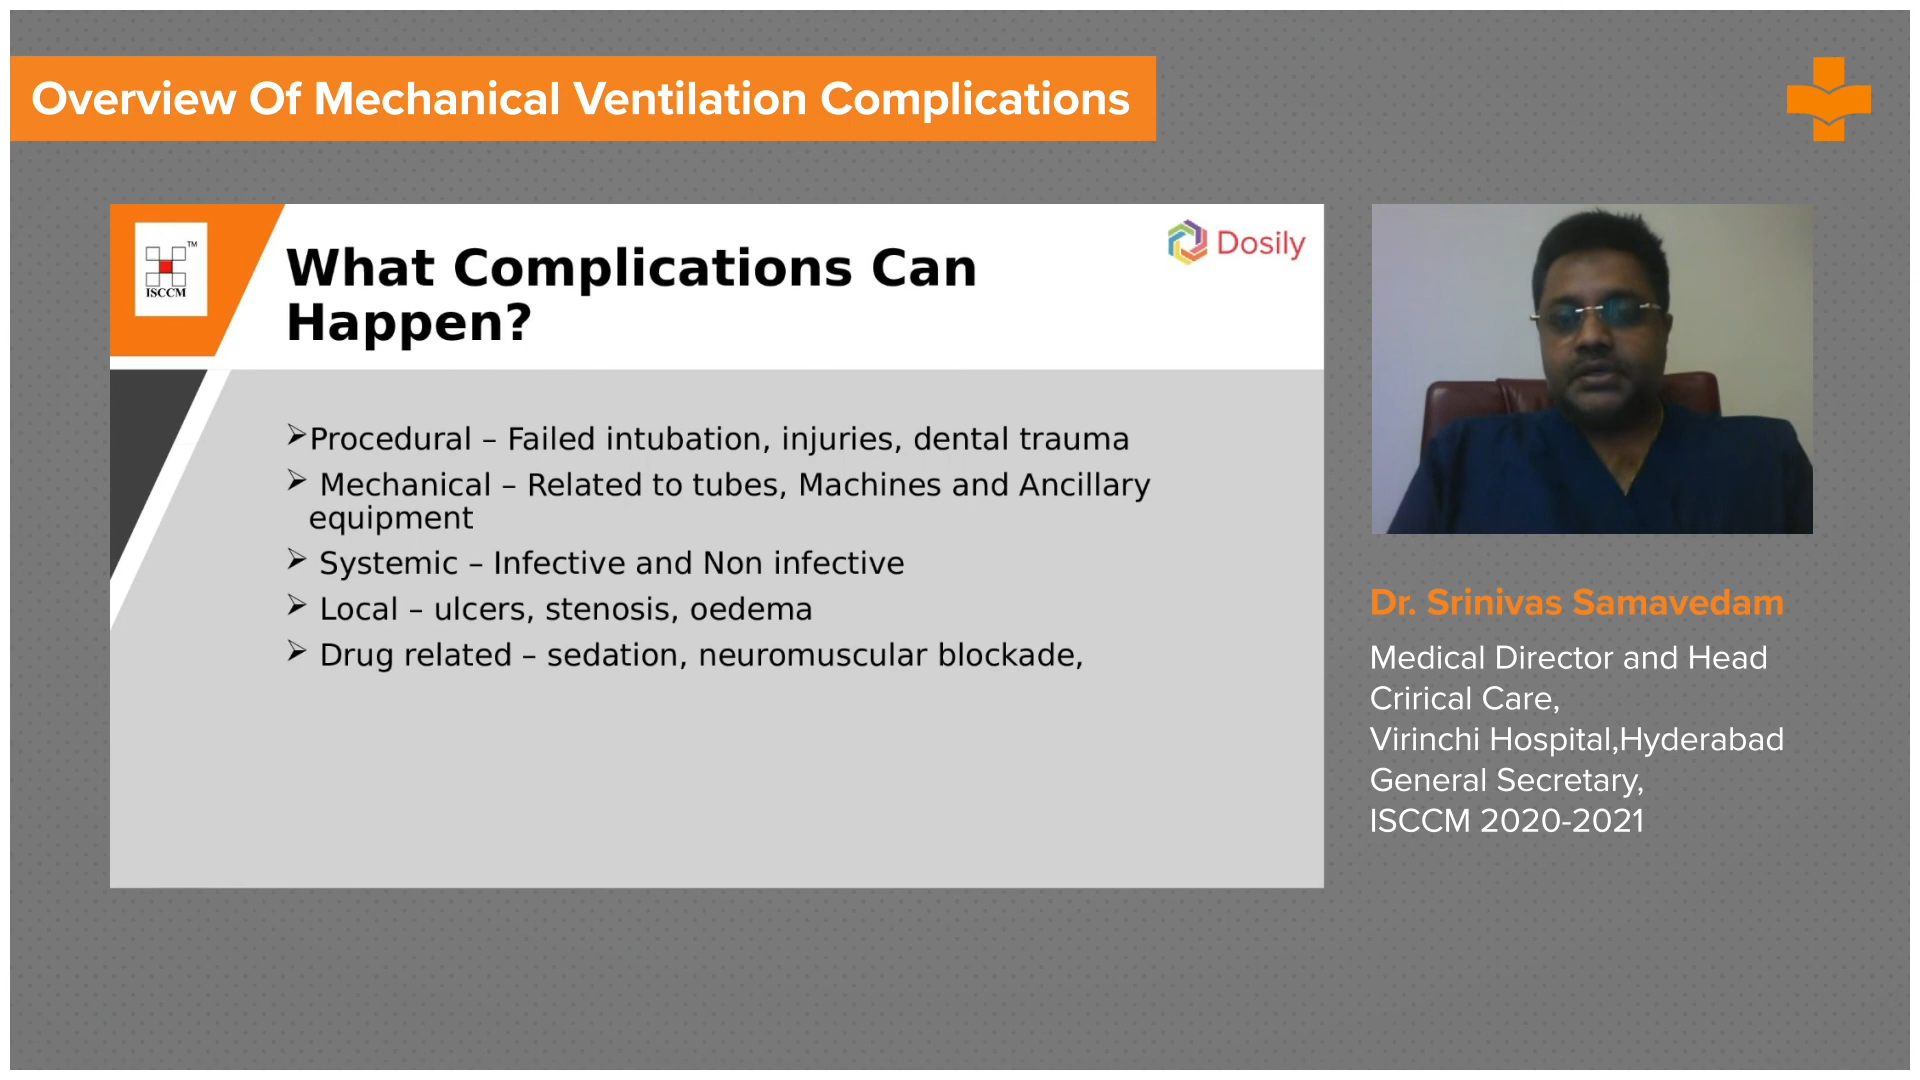 Overview Of Mechanical Ventilation Complications
TM
ISCCM
What Complications Can
Happen?
Dosily
➢Procedural – Failed intubation, injuries, dental trauma
➢ Mechanical – Related to tubes, Machines and Ancillary
equipment
➢ Systemic – Infective and Non infective
➢ Local – ulcers, stenosis, oedema
➢ Drug related – sedation, neuromuscular blockade,
Dr. Srinivas Samavedam
Medical Director and Head
Crirical Care,
Virinchi Hospital,Hyderabad
General Secretary,
ISCCM 2020-2021